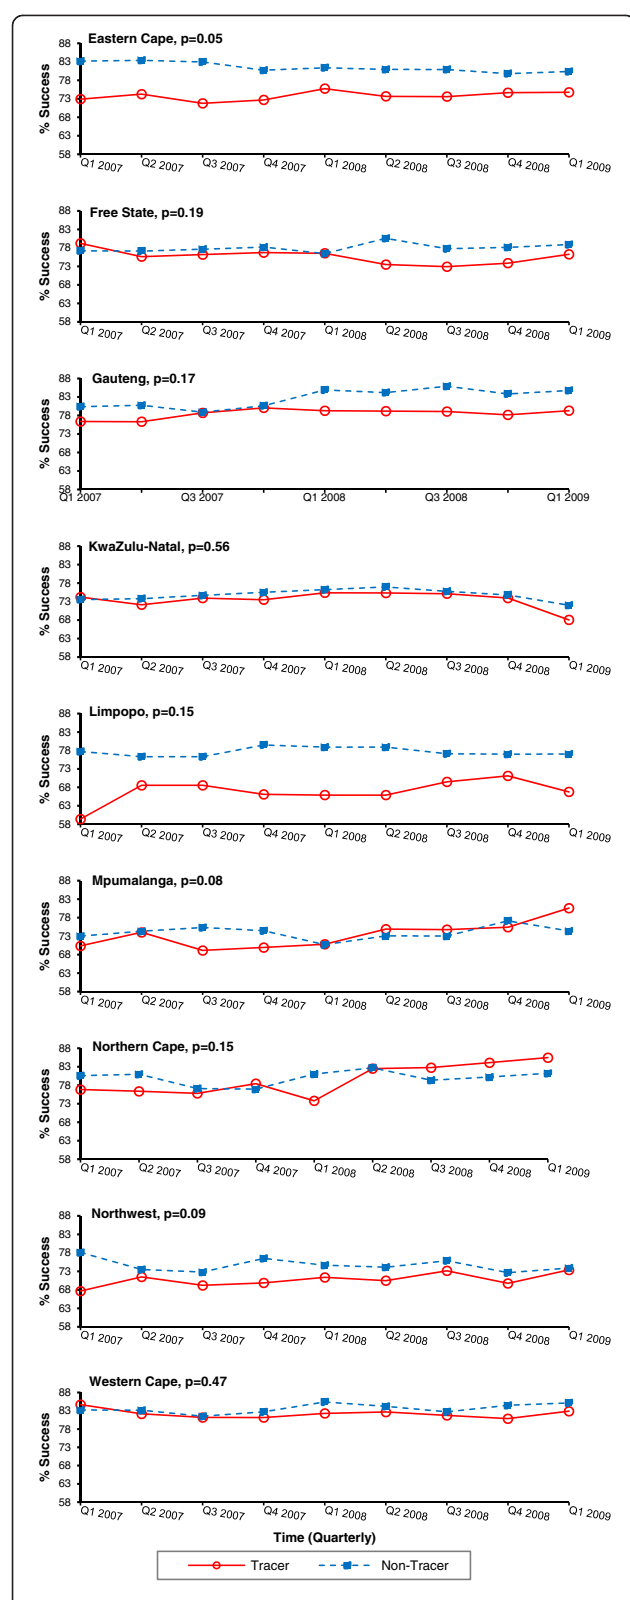 Eastern Cape, p=0.05
88
83
78
73
68
63
58
% Success
Q1 2007 Q2 2007 Q3 2007 Q4 2007 Q1 2008 Q2 2008 Q3 2008 Q4 2008 Q1 2009
Free State, p=0.19
88
83
78
73
68
63
58
% Success
Q1 2007 Q2 2007 Q3 2007 Q4 2007 Q1 2008 Q2 2008 Q3 2008 Q4 2008 Q1 2009
Gauteng, p=0.17
88
83
78
73
68
63
58
% Success
Q1 2007 Q3 2007 Q1 2008 Q3 2008 Q1 2009
KwaZulu-Natal, p=0.56
88
83
78
73
68
63
58
% Success
Q1 2007 Q2 2007 Q3 2007 Q4 2007 Q1 2008 Q2 2008 Q3 2008 Q4 2008 Q1 2009
Limpopo, p=0.15
88
83
78
73
68
63
58
% Success
Q1 2007 Q2 2007 Q3 2007 Q4 2007 Q1 2008 Q2 2008 Q3 2008 Q4 2008 Q1 2009
Mpumalanga, p=0.08
88
83
78
73
68
63
58
% Success
Q1 2007 Q2 2007 Q3 2007 Q4 2007 Q1 2008 Q2 2008 Q3 2008 Q4 2008 Q1 2009
Northern Cape, p=0.15
88
83
78
73
68
63
58
% Success
Q1 2007 Q2 2007 Q3 2007 Q4 2007 Q1 2008 Q2 2008 Q3 2008 Q4 2008 Q1 2009
Northwest, p=0.09
88
83
78
73
68
63
58
% Success
Q1 2007 Q2 2007 Q3 2007 Q4 2007 Q1 2008 Q2 2008 Q3 2008 Q4 2008 Q1 2009
Western Cape, p=0.47
88
83
78
73
68
63
58
% Success
Q1 2007 Q2 2007 Q3 2007 Q4 2007 Q1 2008 Q2 2008 Q3 2008 Q4 2008 Q1 2009
Time (Quarterly)
Tracer Non-Tracer